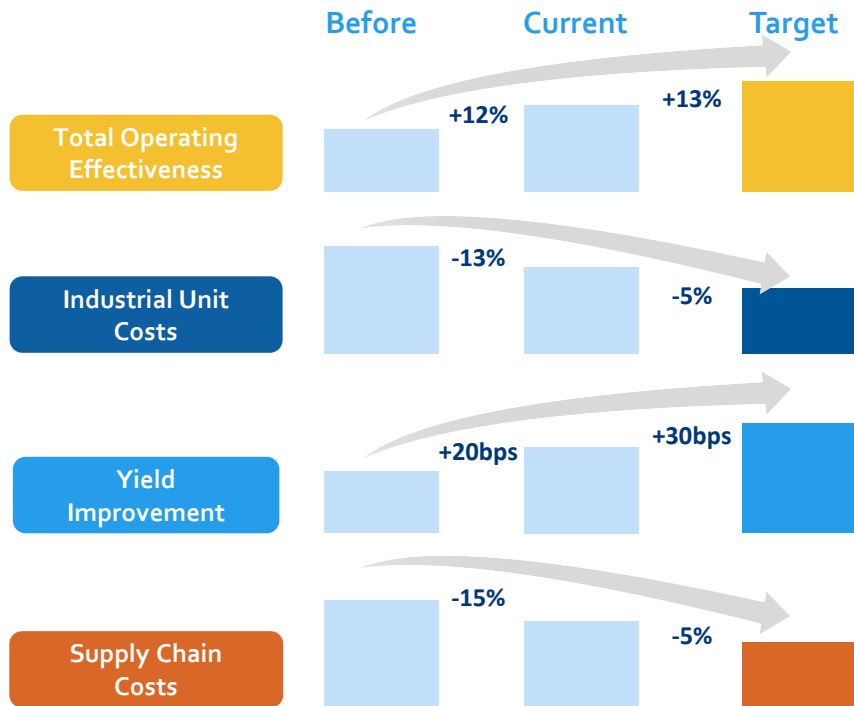 Before Current Target
+12% +13%
Total Operating
Effectiveness
-13%
-5%
Industrial Unit
Costs
+20bps +30bps
Yield
Improvement
-15%
-5%
Supply Chain
Costs